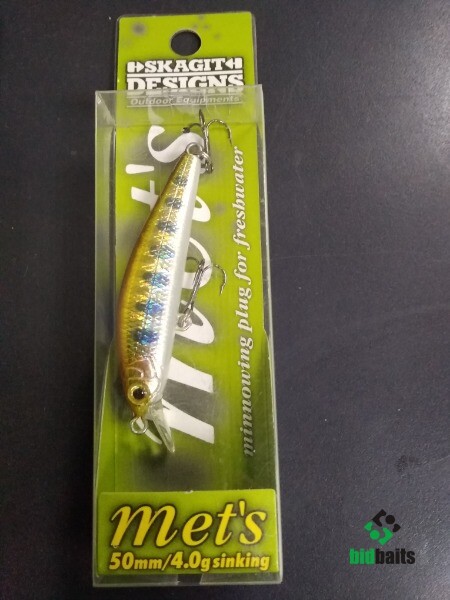 SKAGIT
DESIGNS
Outdoor Equipments
Met's
minnowing plug for freshwater
met's
50mm/4.0g sinking
bidbaits